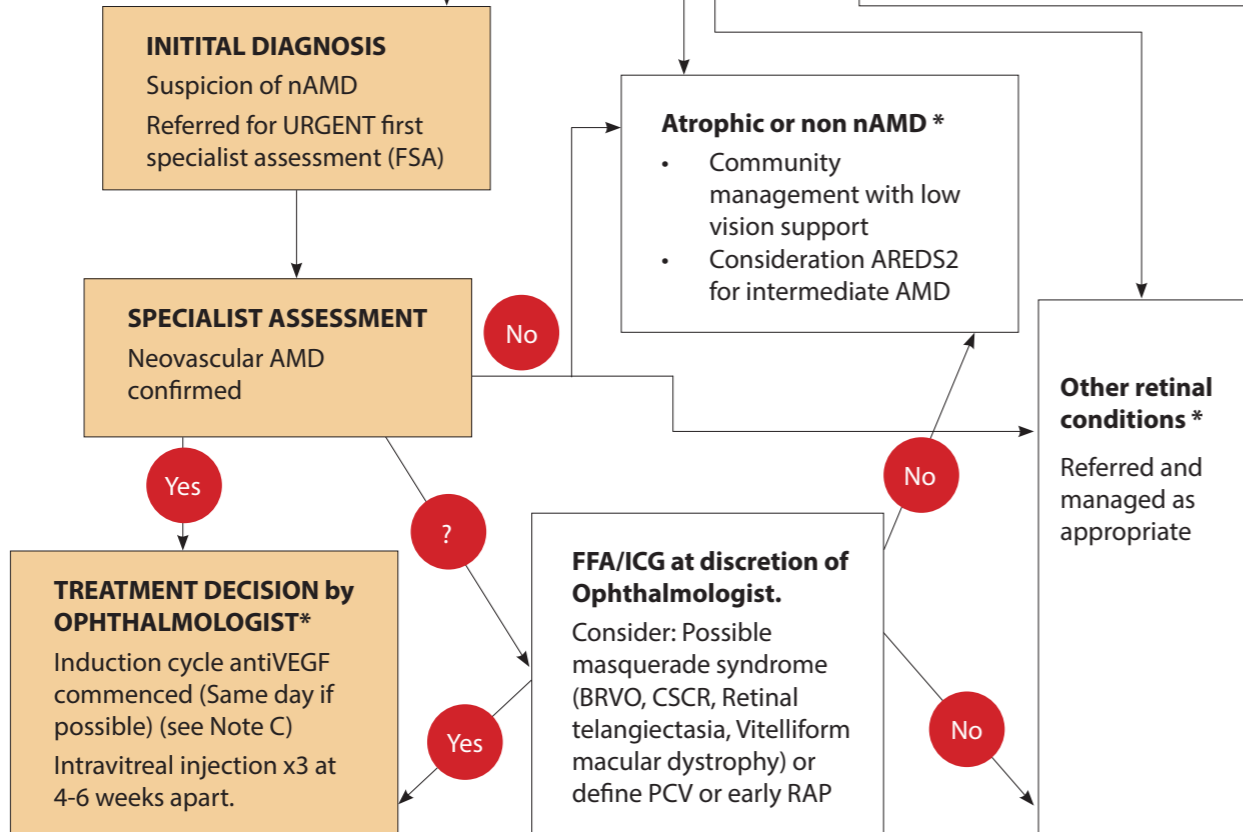 INITITAL DIAGNOSIS
Suspicion of nAMD
Referred for URGENT first
specialist assessment (FSA)
Atrophic or non nAMD *
• Community
management with low
vision support
• Consideration AREDS2
for intermediate AMD
SPECIALIST ASSESSMENT
Neovascular AMD
confirmed
No
Other retinal
conditions *
Referred and
managed as
appropriate
Yes
?
No
TREATMENT DECISION by
OPHTHALMOLOGIST*
Induction cycle antiVEGF
commenced (Same day if
possible) (see Note C)
Intravitreal injection x3 at
4-6 weeks apart.
Yes
FFA/ICG at discretion of
Ophthalmologist.
Consider: Possible
masquerade syndrome
(BRVO, CSCR, Retinal
telangiectasia, Vitelliform
macular dystrophy) or
define PCV or early RAP
No